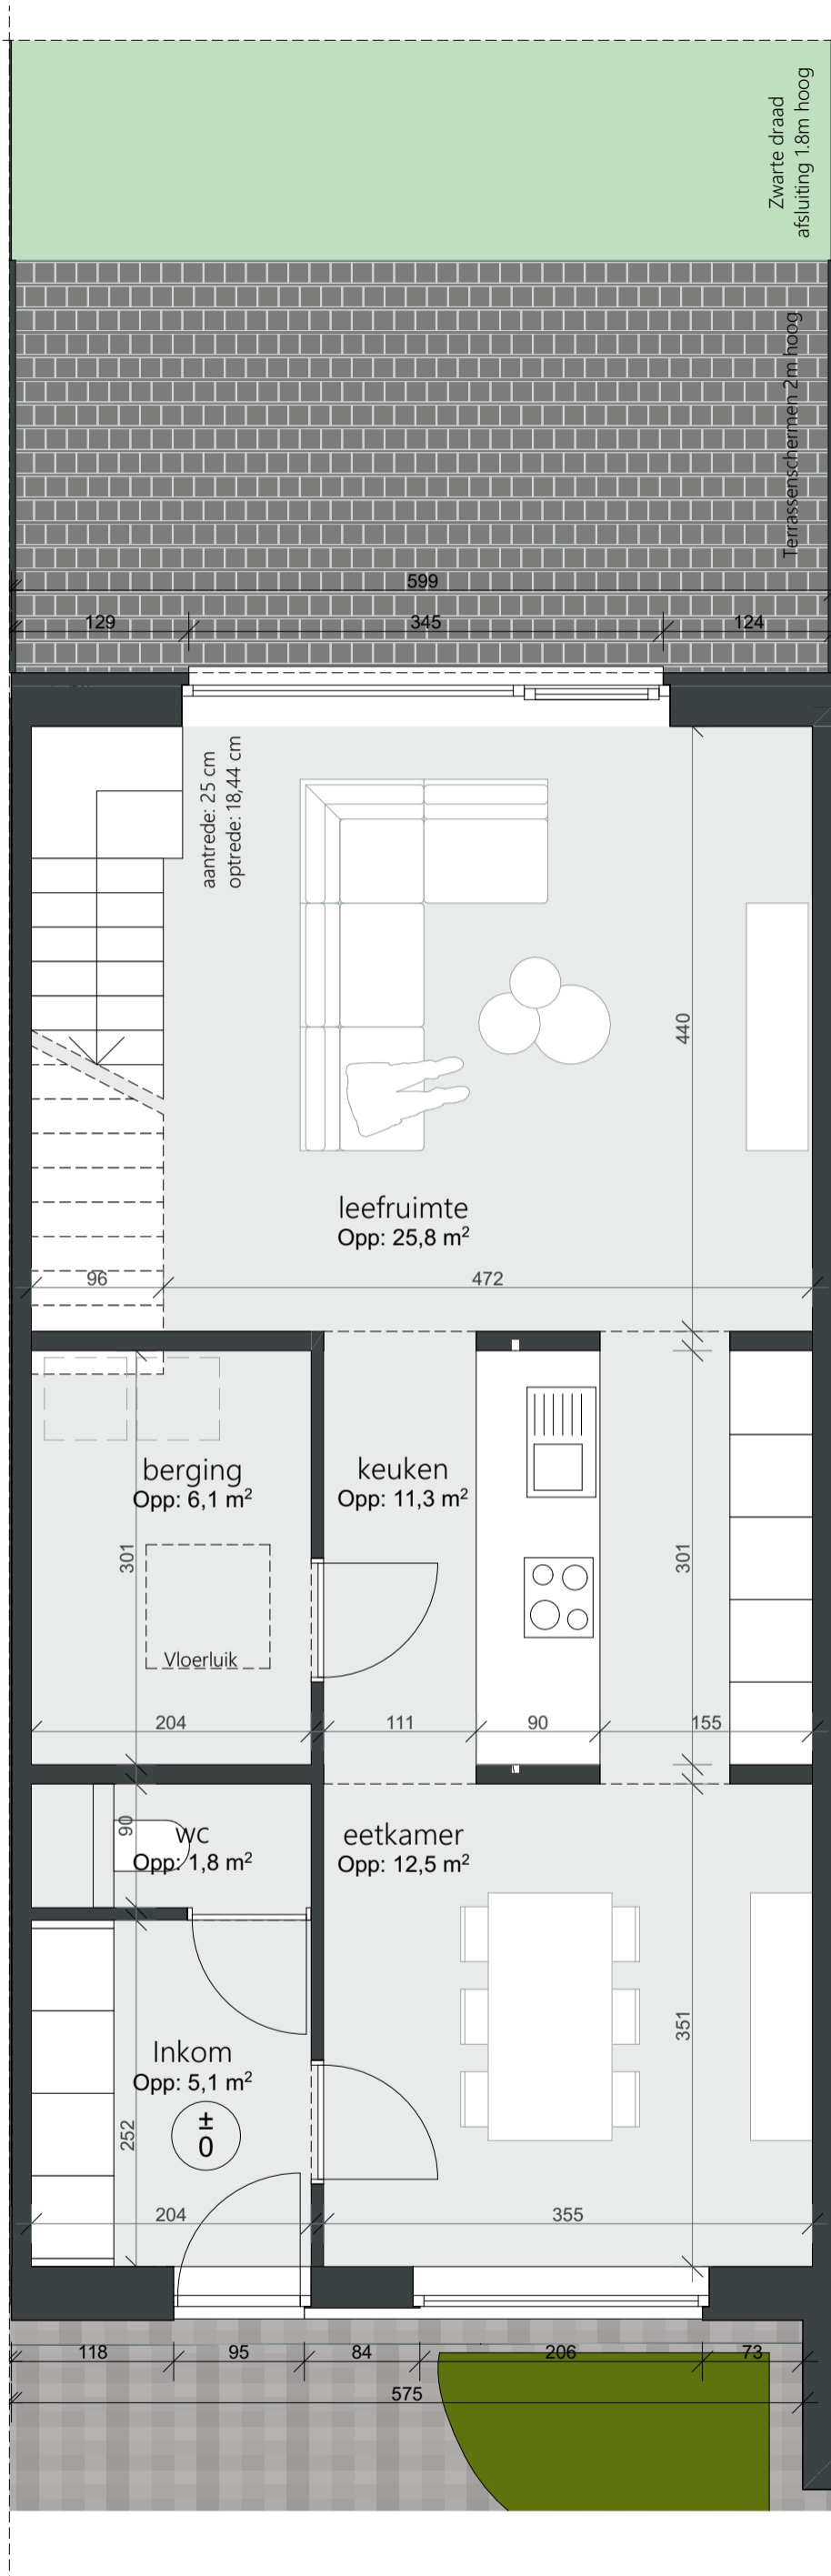 Zwarte draad
afsluiting 1.8m hoog
Terrassenschermen 2m hoog
599
129
345
124
aantrede: 25 cm
optrede: 18,44 cm
440
leefruimte
Opp: 25,8 m²
96
472
berging
Opp: 6,1 m²
keuken
Opp: 11,3 m²
301
301
Vloerluik
204
111
90
155
90
wc
Opp: 1,8 m²
eetkamer
Opp: 12,5 m²
351
Inkom
Opp: 5,1 m²
±
0
252
204
355
118
95
84
206
73
575